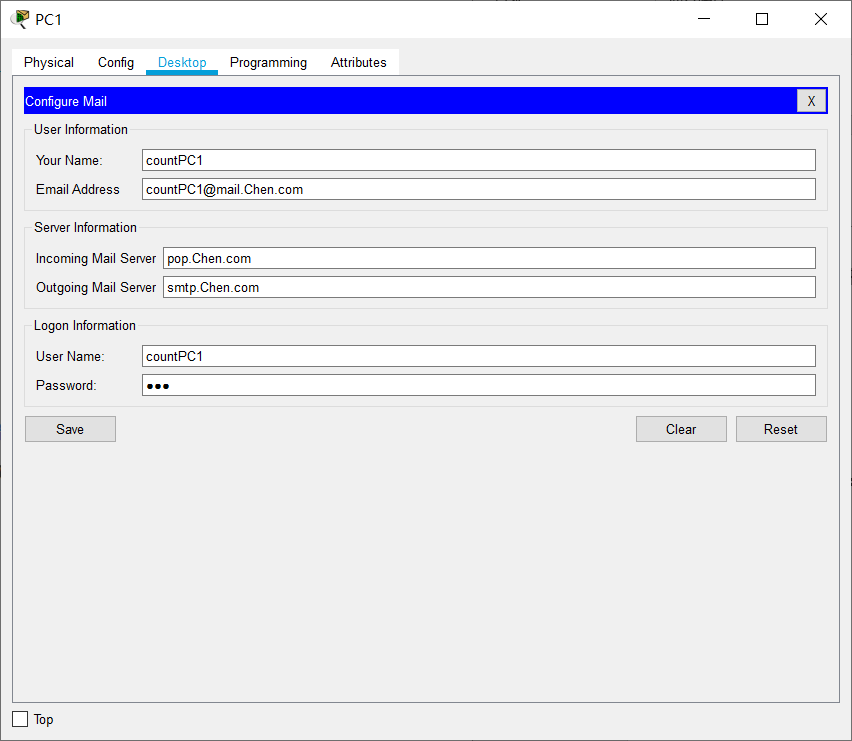 PC1
Physical Config Desktop Programming Attributes
Configure Mail X
User Information
Your Name: countPC1
Email Address countPC1@mail.Chen.com
Server Information
Incoming Mail Server pop.Chen.com
Outgoing Mail Server smtp.Chen.com
Logon Information
User Name: countPC1
Password: ●●●
Save Clear Reset
Top